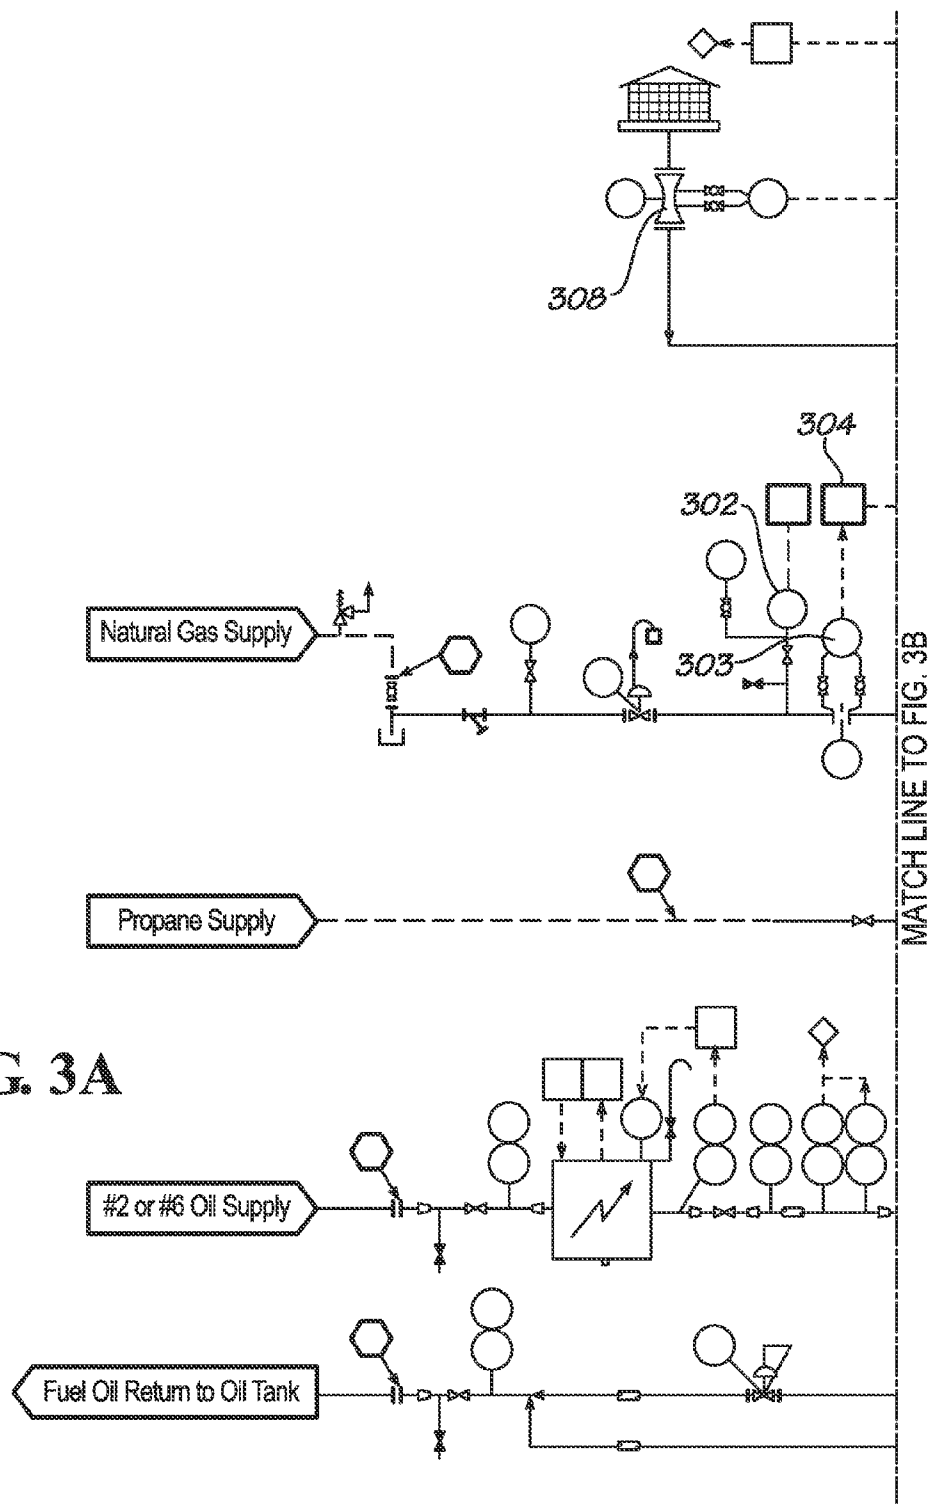 308
304
302
Natural Gas Supply
303
MATCH LINE TO FIG. 3B
Propane Supply
G. 3A
#2 or #6 Oil Supply
Fuel Oil Return to Oil Tank